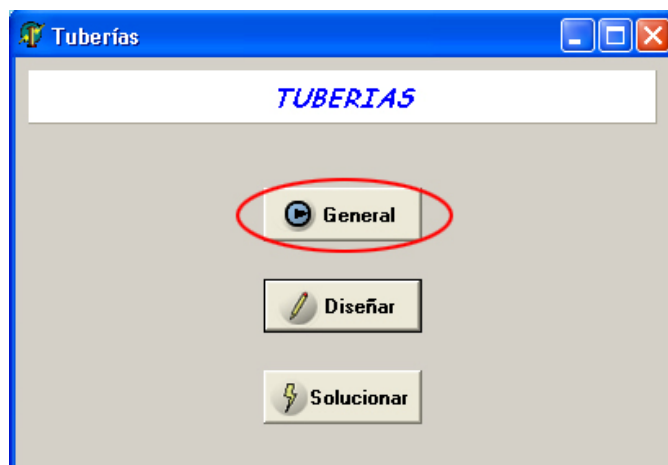 Tuberías
TUBERIAS
General
Diseñar
Solucionar